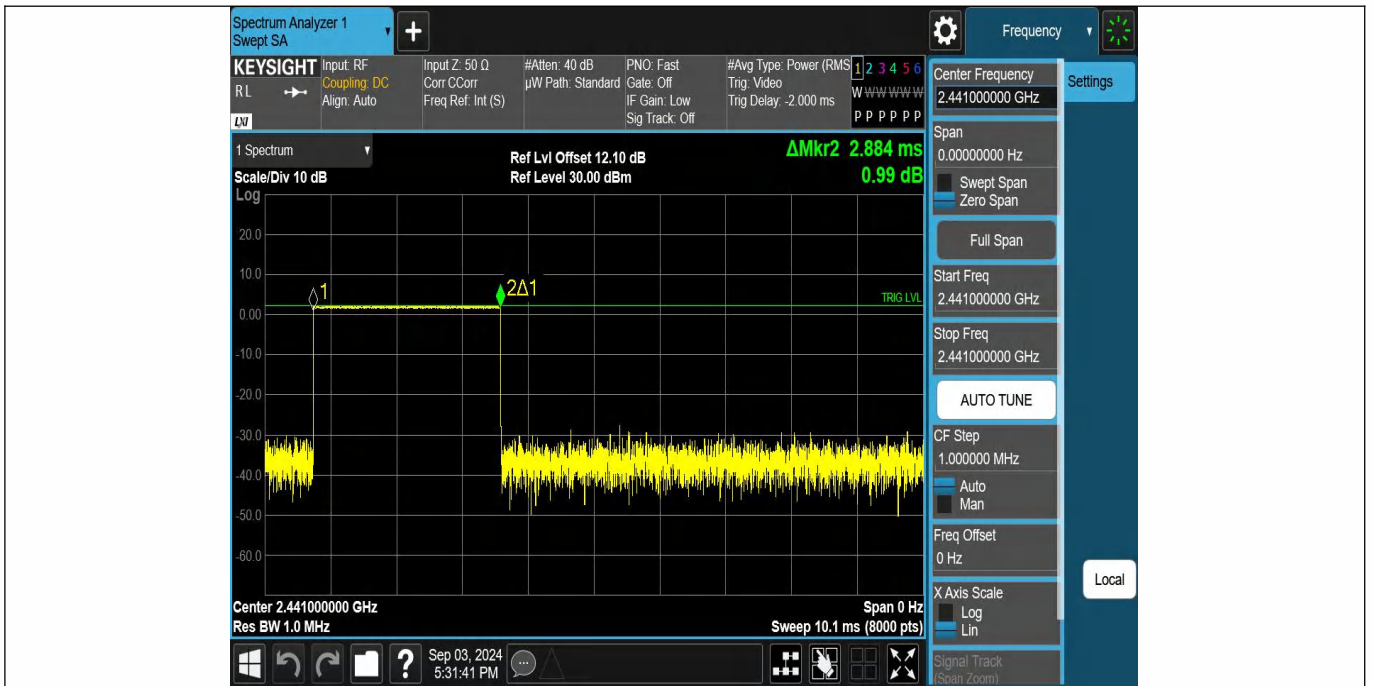 Spectrum Analyzer 1
Swept SA
+
Frequency
KEYSIGHT
RL
LXI
Input: RF
Coupling: DC
Align: Auto
Input Z: 50 Ω
Corr CCorr
Freq Ref: Int (S)
#Atten: 40 dB
µW Path: Standard
PNO: Fast
Gate: Off
IF Gain: Low
Sig Track: Off
#Avg Type: Power (RMS
Trig: Video
Trig Delay: -2.000 ms
1 2 3 4 5 6
W W W W W W
P P P P P P
1 Spectrum
Scale/Div 10 dB
Log
Ref Lvl Offset 12.10 dB
Ref Level 30.00 dBm
ΔMkr2 2.884 ms
0.99 dB
20.0
10.0
0.00
-10.0
-20.0
-30.0
-40.0
-50.0
-60.0
1
2Δ1
TRIG LVL
Center 2.441000000 GHz
Res BW 1.0 MHz
Span 0 Hz
Sweep 10.1 ms (8000 pts)
Center Frequency
2.441000000 GHz
Settings
Span
0.00000000 Hz
Swept Span
Zero Span
Full Span
Start Freq
2.441000000 GHz
Stop Freq
2.441000000 GHz
AUTO TUNE
CF Step
1.000000 MHz
Auto
Man
Freq Offset
0 Hz
X Axis Scale
Log
Lin
Signal Track
(Span Zoom)
Local
?
Sep 03, 2024
5:31:41 PM